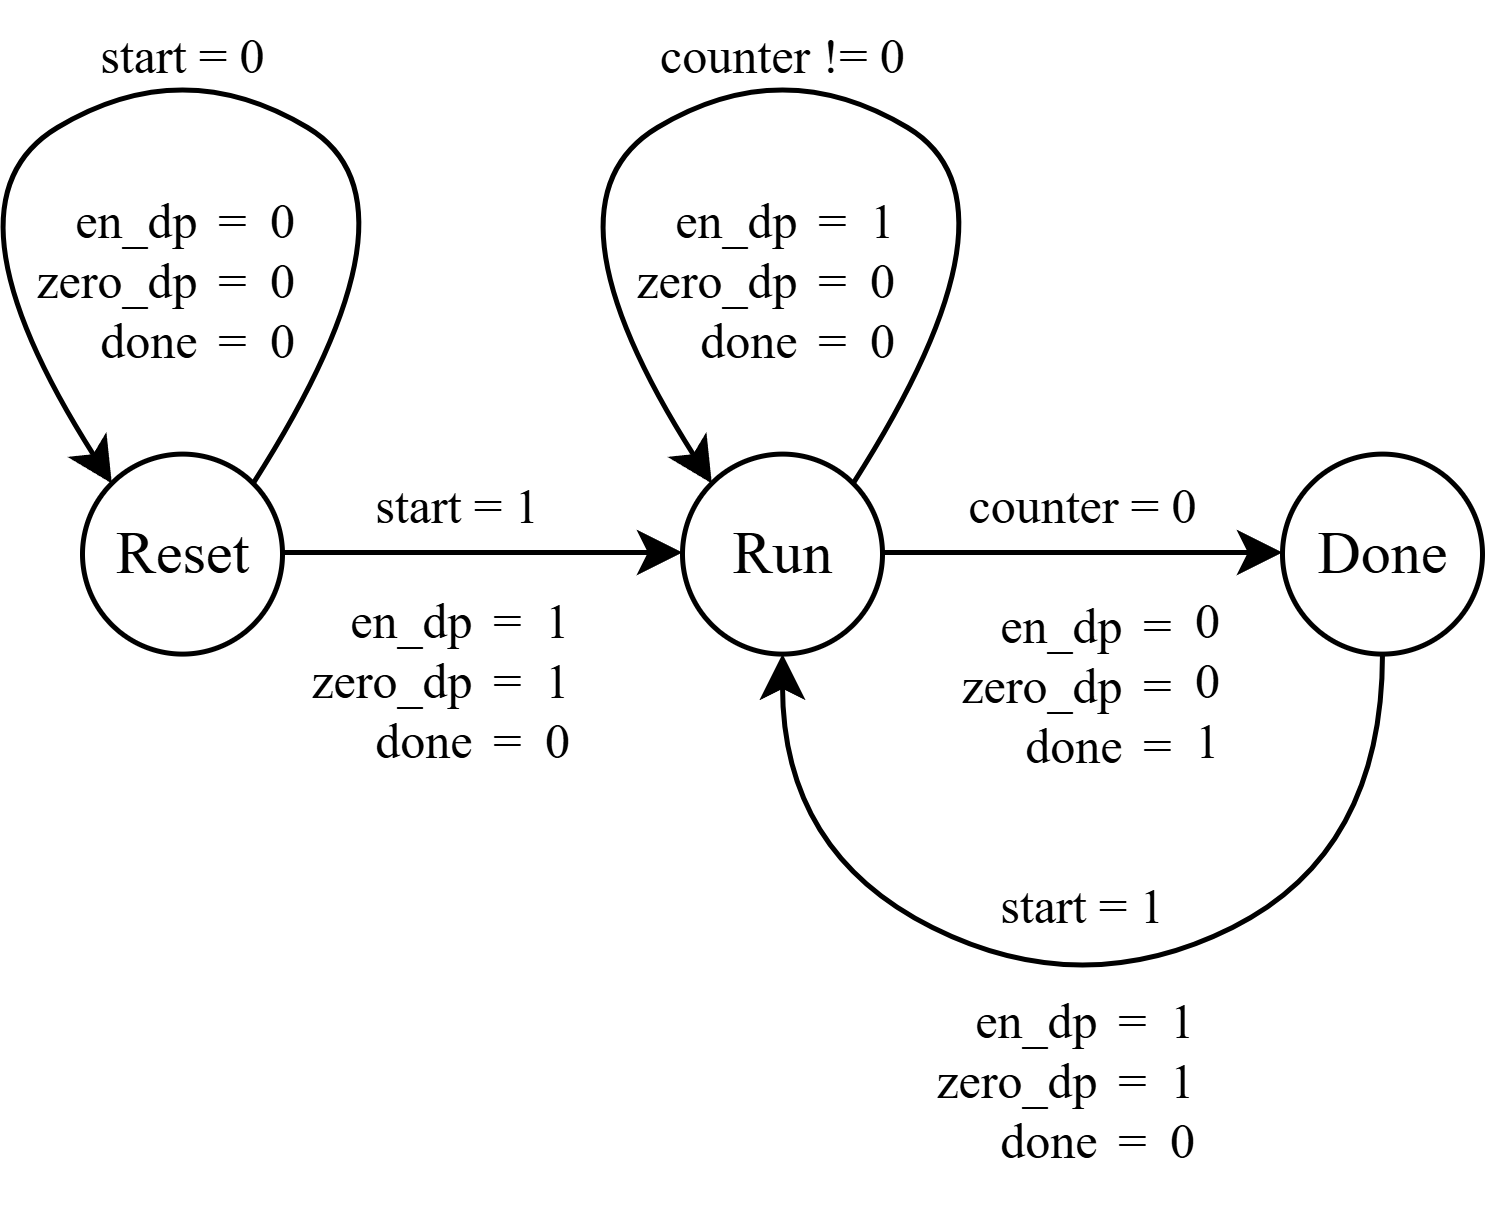 start = 0
counter != 0
en_dp = 0
zero_dp = 0
done = 0
en_dp = 1
zero_dp = 0
done = 0
Reset
start = 1
Run
counter = 0
Done
en_dp = 1
zero_dp = 1
done = 0
en_dp = 0
zero_dp = 0
done = 1
start = 1
en_dp = 1
zero_dp = 1
done = 0